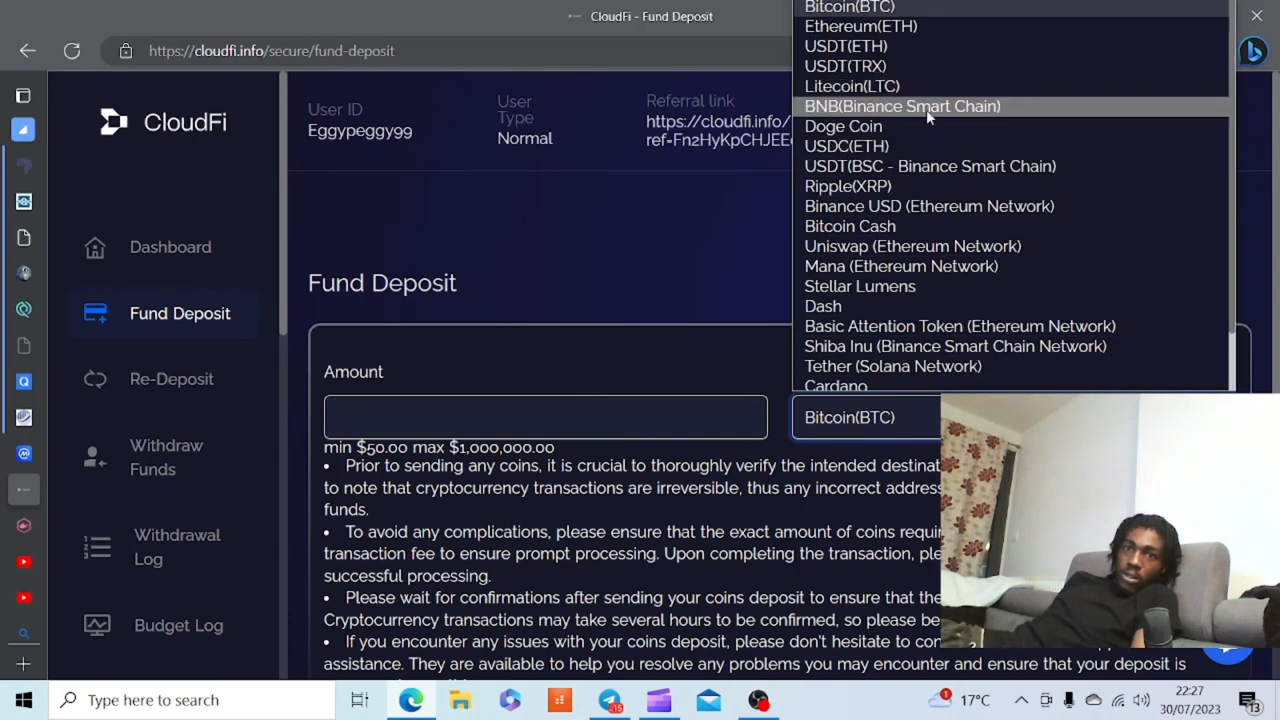 CloudFi - Fund Deposit
https://cloudfi.info/secure/fund-deposit
CloudFi
User ID
Eggypeggy99
User
Type
Normal
Referral link
https://cloudfi.info/
ref=Fn2HyKpCHJEE
Dashboard
Fund Deposit
Re-Deposit
Withdraw
Funds
Withdrawal
Log
Budget Log
Fund Deposit
Amount
min $50.00 max $1,000,000.00
Bitcoin(BTC)
Ethereum(ETH)
USDT(ETH)
USDT(TRX)
Litecoin(LTC)
BNB(Binance Smart Chain)
Doge Coin
USDC(ETH)
USDT(BSC - Binance Smart Chain)
Ripple(XRP)
Binance USD (Ethereum Network)
Bitcoin Cash
Uniswap (Ethereum Network)
Mana (Ethereum Network)
Stellar Lumens
Dash
Basic Attention Token (Ethereum Network)
Shiba Inu (Binance Smart Chain Network)
Tether (Solana Network)
Cardano
Bitcoin(BTC)
• Prior to sending any coins, it is crucial to thoroughly verify the intended destinat
to note that cryptocurrency transactions are irreversible, thus any incorrect addres
funds.
• To avoid any complications, please ensure that the exact amount of coins requi
transaction fee to ensure prompt processing. Upon completing the transaction, ple
successful processing.
• Please wait for confirmations after sending your coins deposit to ensure that the
Cryptocurrency transactions may take several hours to be confirmed, so please be
• If you encounter any issues with your coins deposit, please don't hesitate to con
assistance. They are available to help you resolve any problems you may encounter and ensure that your deposit is
Type here to search
15
1
17°C
22:27
30/07/2023
13